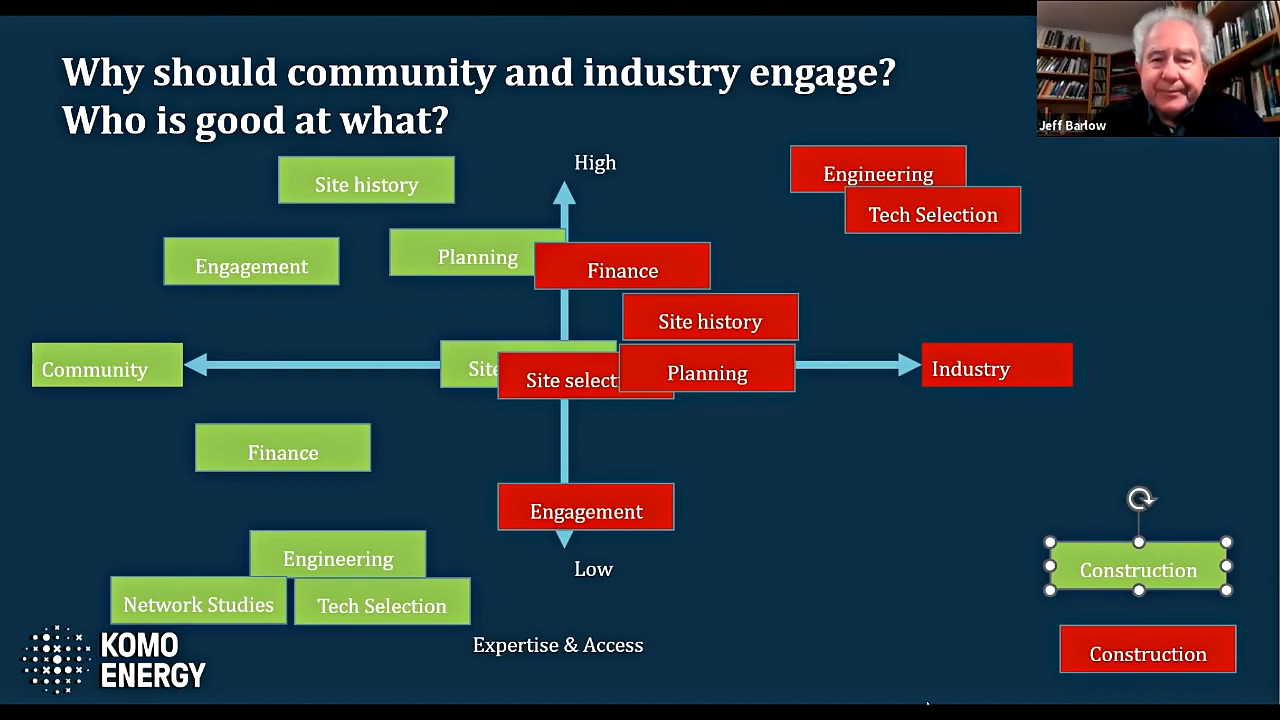 Why should community and industry engage?
Who is good at what?
Jeff Barlow
High
Site history
Engineering
Tech Selection
Planning
Engagement
Finance
Site history
Community
Site
Site select
Planning
Industry
Finance
Engagement
Engineering
Low
Construction
Network Studies
Tech Selection
Expertise & Access
Construction
KOMO
ENERGY